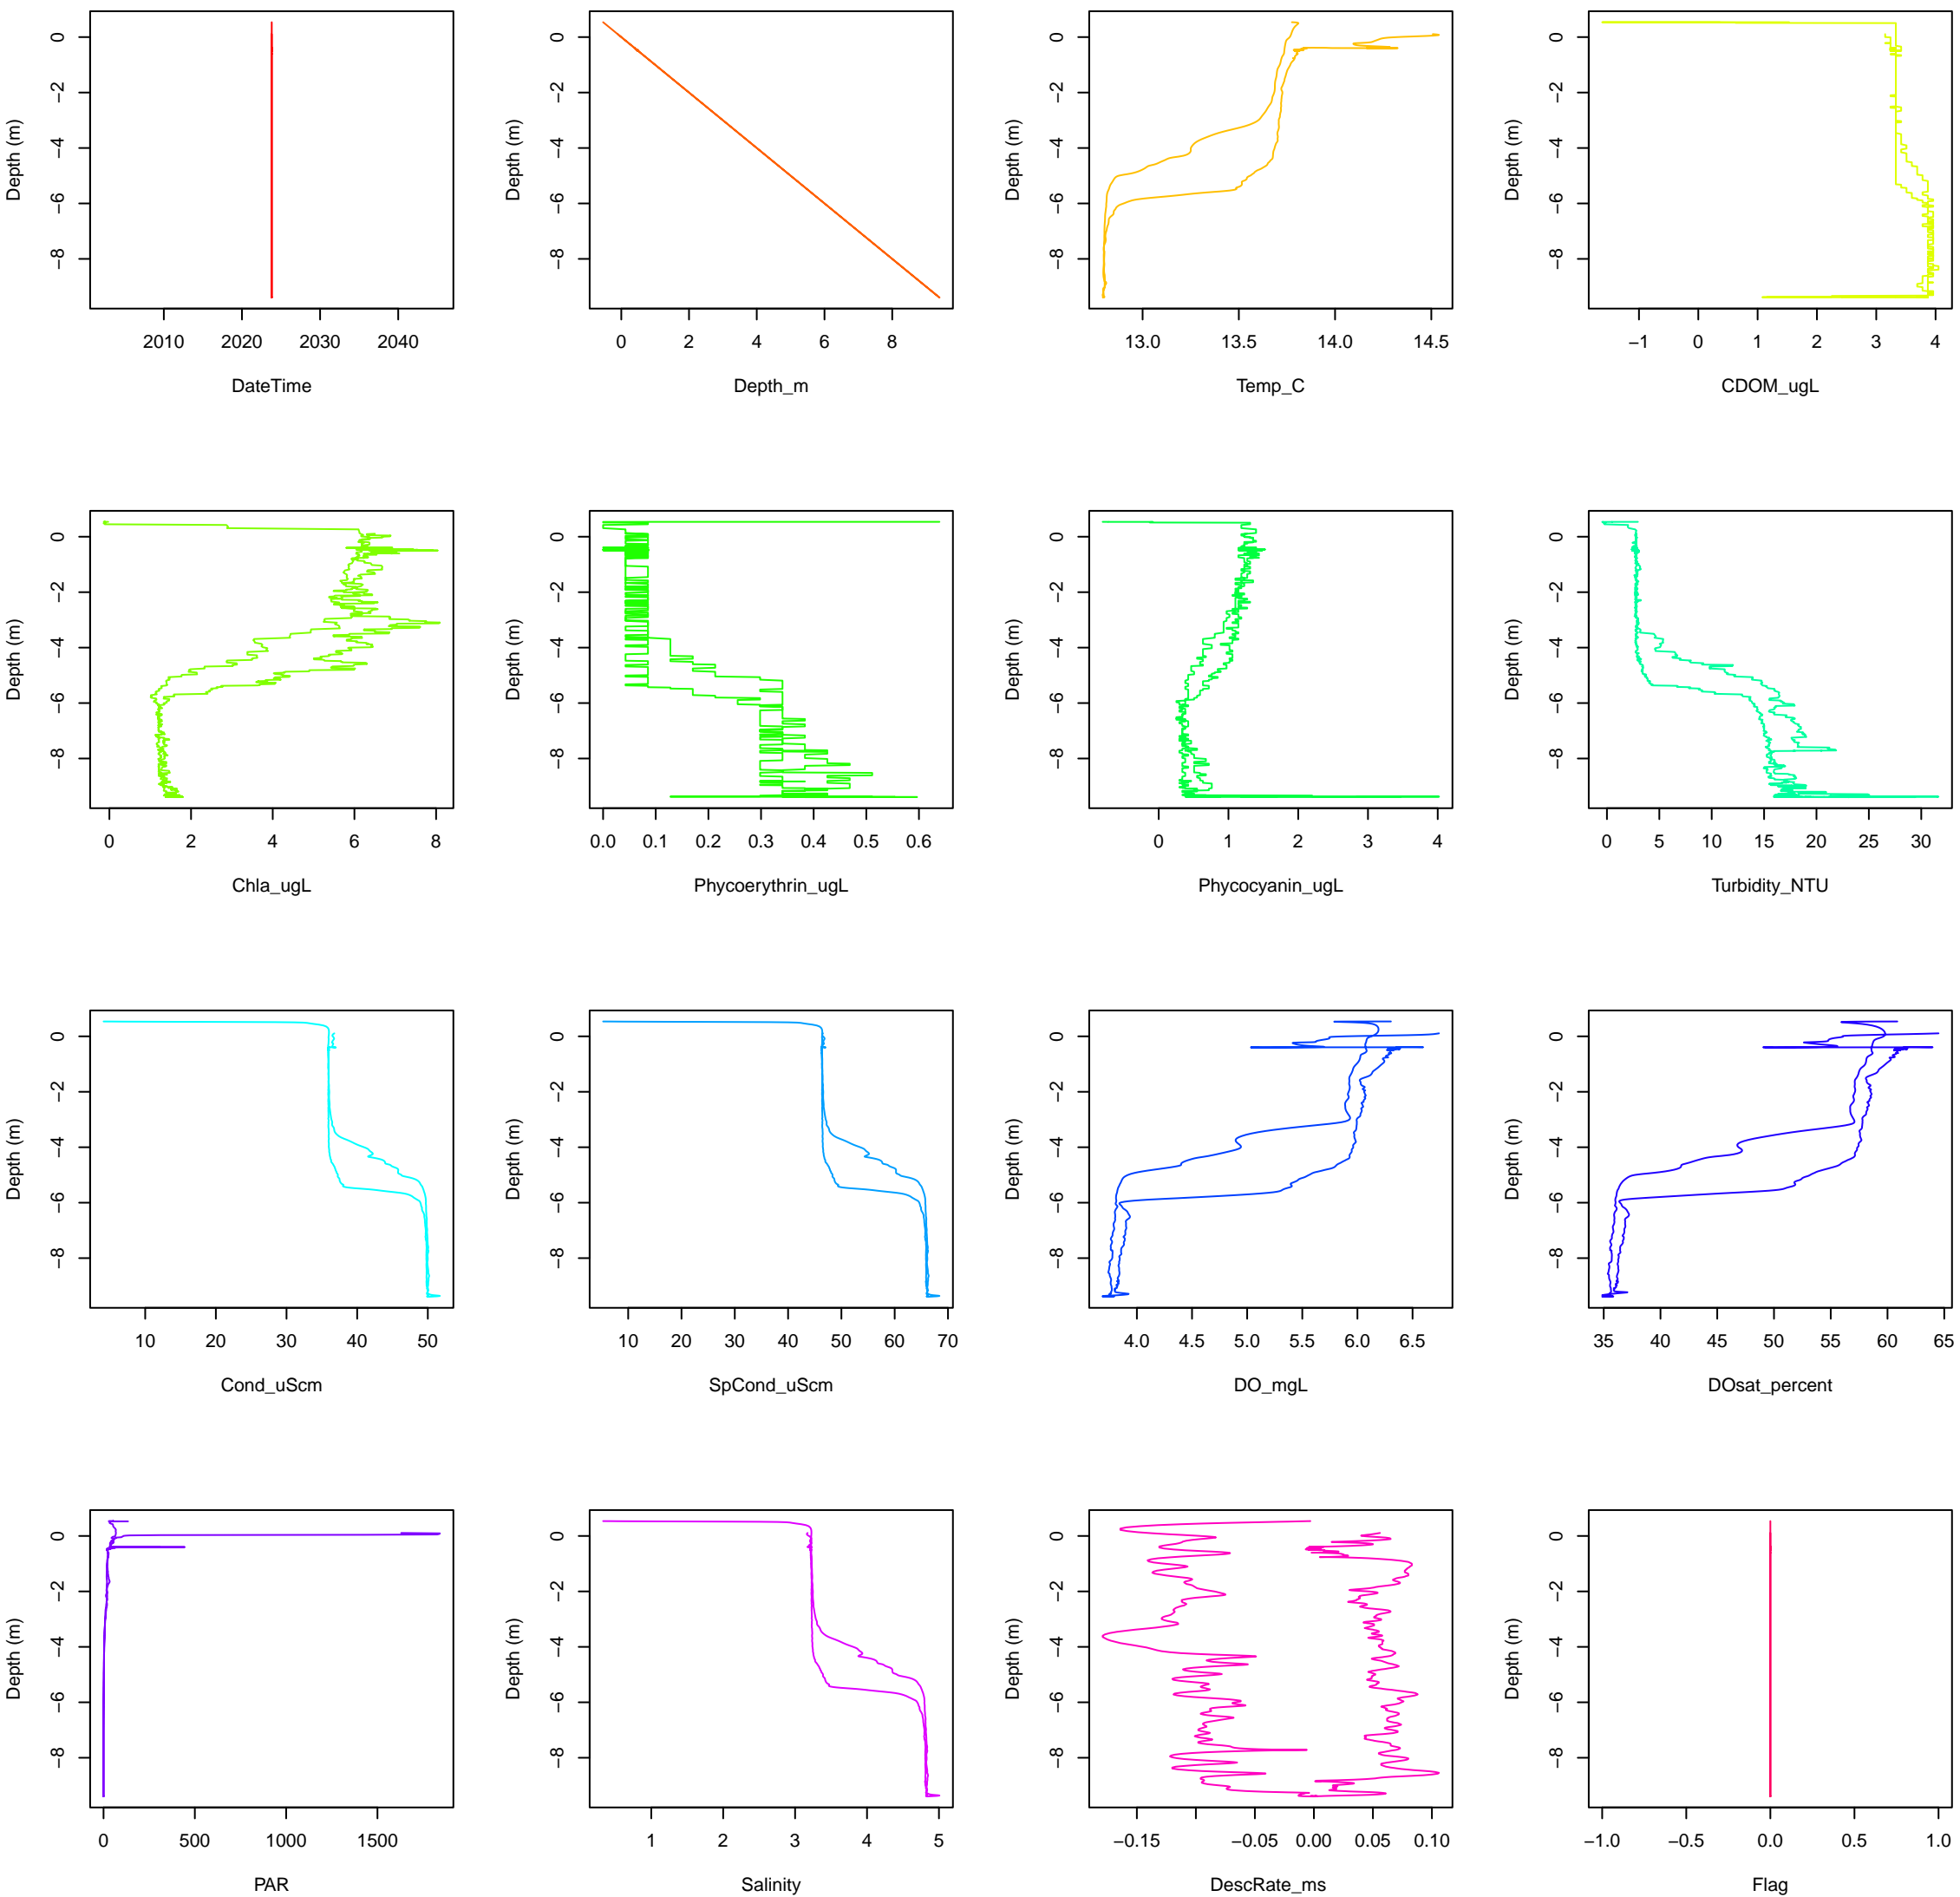 Depth (m)
0
−2
−4
−6
−8
2010 2020 2030 2040
DateTime
Depth (m)
0
−2
−4
−6
−8
0 2 4 6 8
Depth_m
Depth (m)
0
−2
−4
−6
−8
13.0 13.5 14.0 14.5
Temp_C
Depth (m)
0
−2
−4
−6
−8
−1 0 1 2 3 4
CDOM_ugL
Depth (m)
0
−2
−4
−6
−8
0 2 4 6 8
Chla_ugL
Depth (m)
0
−2
−4
−6
−8
0.0 0.1 0.2 0.3 0.4 0.5 0.6
Phycoerythrin_ugL
Depth (m)
0
−2
−4
−6
−8
0 1 2 3 4
Phycocyanin_ugL
Depth (m)
0
−2
−4
−6
−8
0 5 10 15 20 25 30
Turbidity_NTU
Depth (m)
0
−2
−4
−6
−8
10 20 30 40 50
Cond_uScm
Depth (m)
0
−2
−4
−6
−8
10 20 30 40 50 60 70
SpCond_uScm
Depth (m)
0
−2
−4
−6
−8
4.0 4.5 5.0 5.5 6.0 6.5
DO_mgL
Depth (m)
0
−2
−4
−6
−8
35 40 45 50 55 60 65
DOsat_percent
Depth (m)
0
−2
−4
−6
−8
0 500 1000 1500
PAR
Depth (m)
0
−2
−4
−6
−8
1 2 3 4 5
Salinity
Depth (m)
0
−2
−4
−6
−8
−0.15 −0.05 0.00 0.05 0.10
DescRate_ms
Depth (m)
0
−2
−4
−6
−8
−1.0 −0.5 0.0 0.5 1.0
Flag